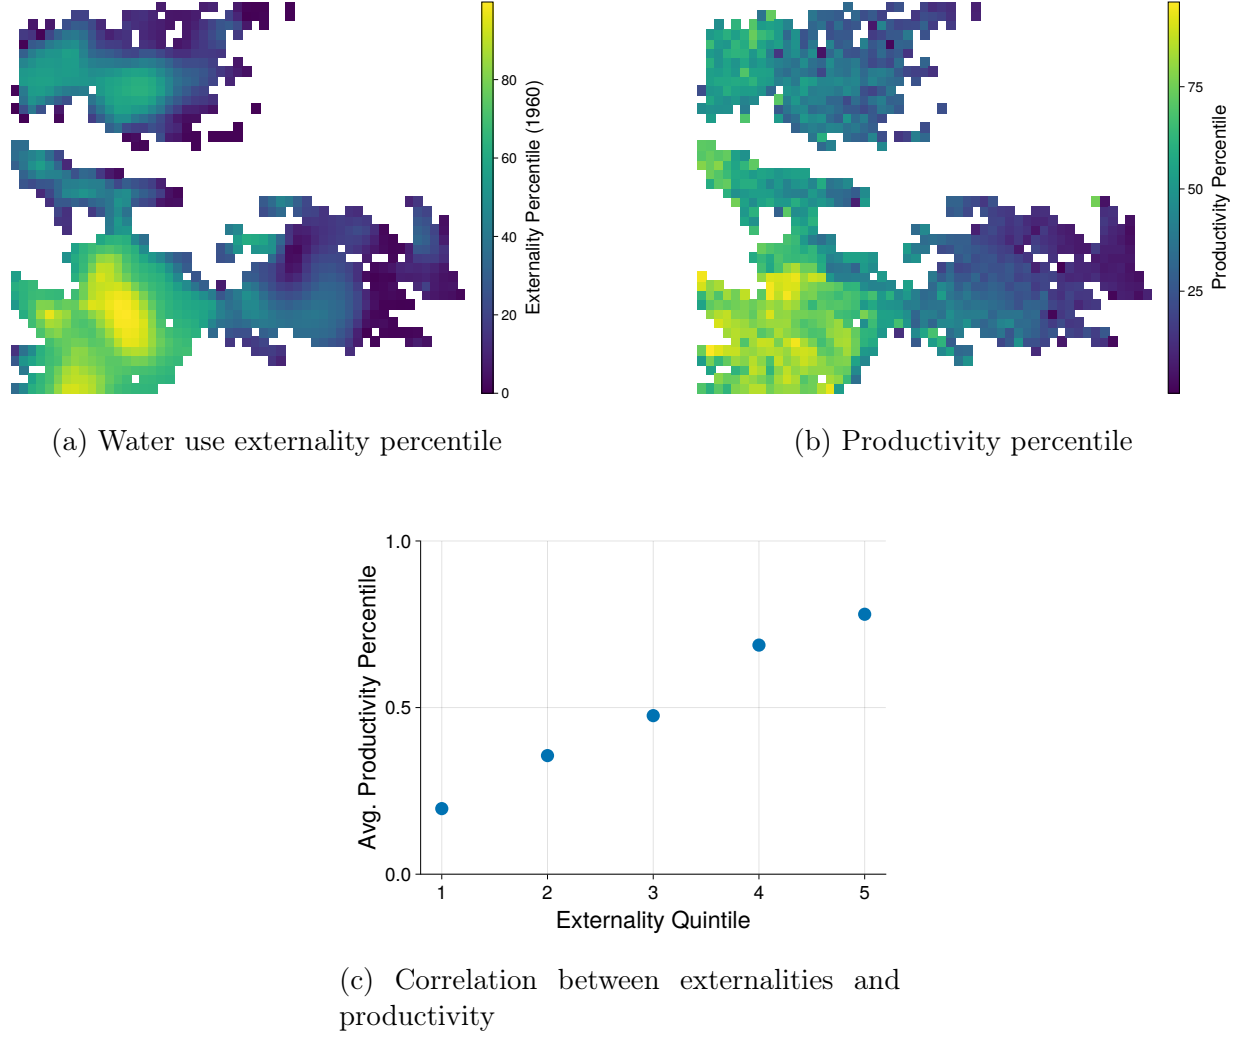 80
60
40
20
0
Externality Percentile (1960)
75
50
25
Productivity Percentile
(a) Water use externality percentile
(b) Productivity percentile
1.0
0.5
0.0
Avg. Productivity Percentile
1 2 3 4 5
Externality Quintile
(c) Correlation between externalities and
productivity